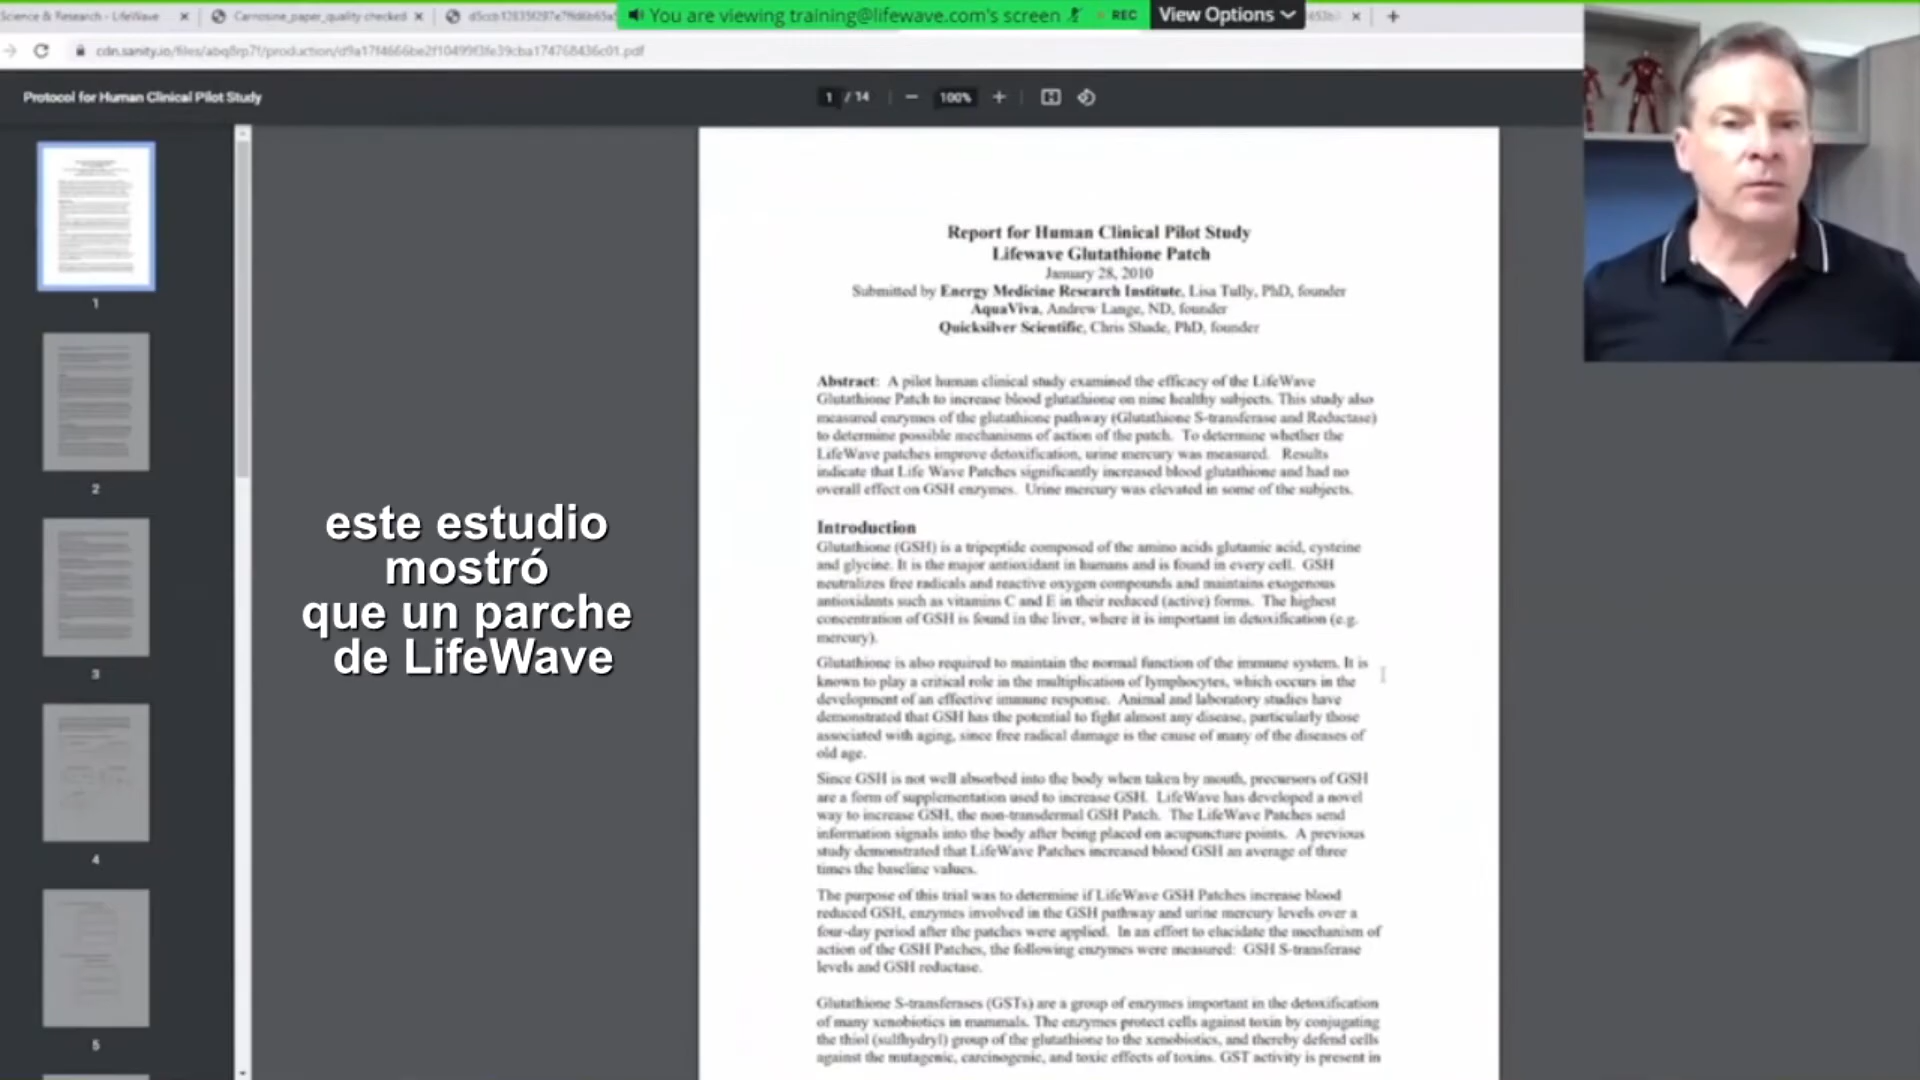 Science & Research - LifeWave
Carnosine_paper_quality checked
You are viewing training@lifewave.com's screen
REC
View Options
cdn.sanity.io/files/abq8rp7f/production/
Protocol for Human Clinical Pilot Study
1 / 14
100%
1
2
3
4
5
este estudio
mostró
que un parche
de LifeWave
Report for Human Clinical Pilot Study
Lifewave Glutathione Patch
January 28, 2010
Submitted by Energy Medicine Research Institute, Lisa Tully, PhD, founder
AquaViva, Andrew Lange, ND, founder
Quicksilver Scientific, Chris Shade, PhD, founder
Abstract: A pilot human clinical study examined the efficacy of the LifeWave
Glutathione Patch to increase blood glutathione on nine healthy subjects. This study also
measured enzymes of the glutathione pathway (Glutathione S-transferase and Reductase)
to determine possible mechanisms of action of the patch. To determine whether the
LifeWave patches improve detoxification, urine mercury was measured. Results
indicate that Life Wave Patches significantly increased blood glutathione and had no
overall effect on GSH enzymes. Urine mercury was elevated in some of the subjects.
Introduction
Glutathione (GSH) is a tripeptide composed of the amino acids glutamic acid, cysteine
and glycine. It is the major antioxidant in humans and is found in every cell. GSH
neutralizes free radicals and reactive oxygen compounds and maintains exogenous
antioxidants such as vitamins C and E in their reduced (active) forms. The highest
concentration of GSH is found in the liver, where it is important in detoxification (e.g.
mercury).
Glutathione is also required to maintain the normal function of the immune system. It is
known to play a critical role in the multiplication of lymphocytes, which occurs in the
development of an effective immune response. Animal and laboratory studies have
demonstrated that GSH has the potential to fight almost any disease, particularly those
associated with aging, since free radical damage is the cause of many of the diseases of
old age.
Since GSH is not well absorbed into the body when taken by mouth, precursors of GSH
are a form of supplementation used to increase GSH. LifeWave has developed a novel
way to increase GSH, the non-transdermal GSH Patch. The LifeWave Patches send
information signals into the body after being placed on acupuncture points. A previous
study demonstrated that LifeWave Patches increased blood GSH an average of three
times the baseline values.
The purpose of this trial was to determine if LifeWave GSH Patches increase blood
reduced GSH, enzymes involved in the GSH pathway and urine mercury levels over a
four-day period after the patches were applied. In an effort to elucidate the mechanism of
action of the GSH Patches, the following enzymes were measured: GSH S-transferase
levels and GSH reductase.
Glutathione S-transferases (GSTs) are a group of enzymes important in the detoxification
of many xenobiotics in mammals. The enzymes protect cells against toxin by conjugating
the thiol (sulfhydryl) group of the glutathione to the xenobiotics, and thereby defend cells
against the mutagenic, carcinogenic, and toxic effects of toxins. GST activity is present in